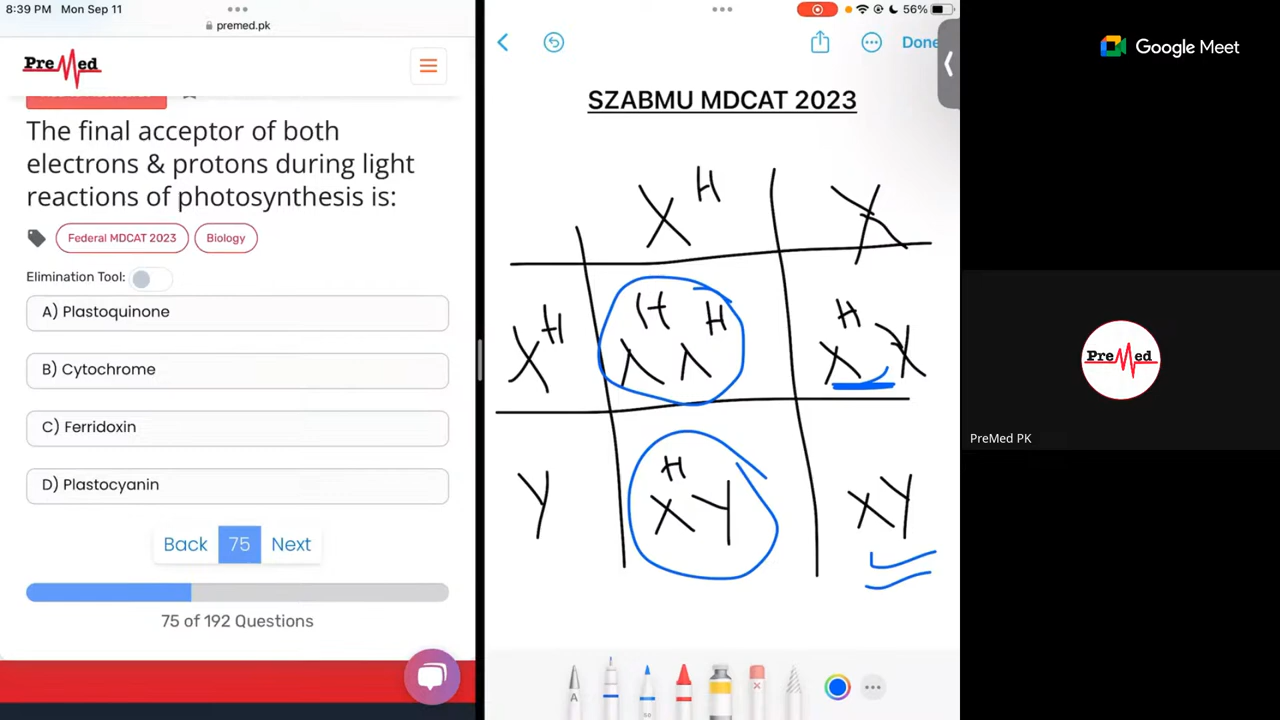 8:39 PM Mon Sep 11
premed.pk
PreMed
The final acceptor of both
electrons & protons during light
reactions of photosynthesis is:
Federal MDCAT 2023
Biology
Elimination Tool:
A) Plastoquinone
B) Cytochrome
C) Ferridoxin
D) Plastocyanin
Back 75 Next
75 of 192 Questions
56%
Done
SZABMU MDCAT 2023
X^H X
X^H X^H X^H X^H X
Y X^H Y XY
A
Google Meet
PreMed
PreMed PK